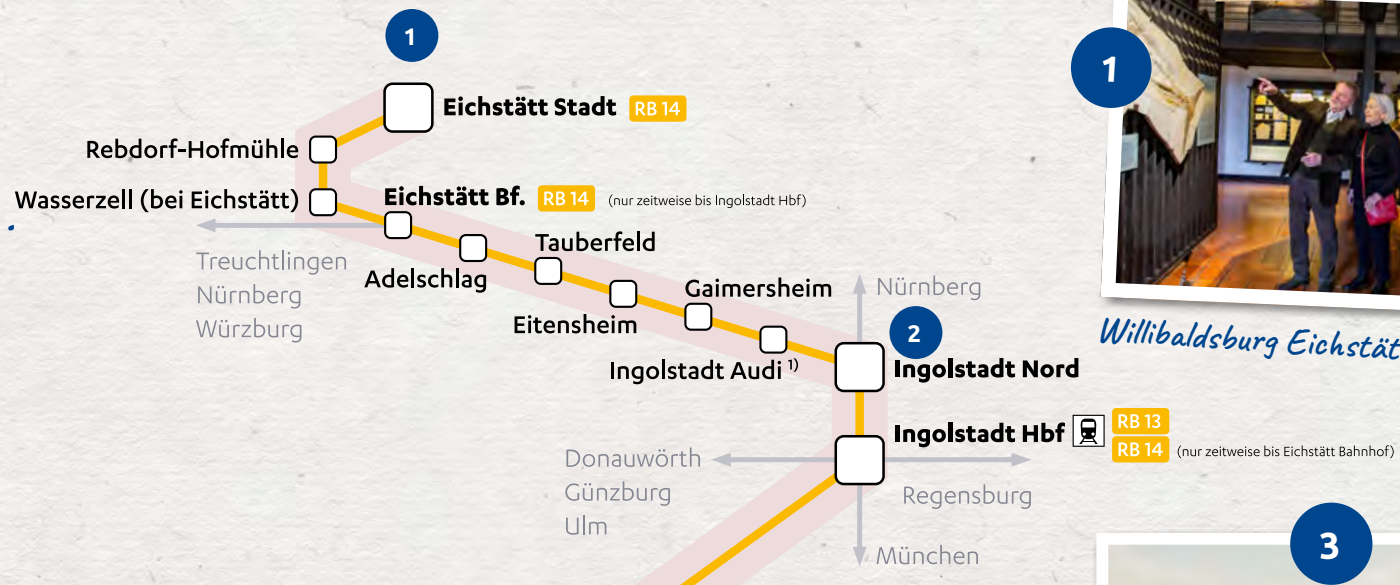 1
Eichstätt Stadt RB 14
Rebdorf-Hofmühle
Wasserzell (bei Eichstätt)
Eichstätt Bf. RB 14 (nur zeitweise bis Ingolstadt Hbf)
Treuchtlingen
Nürnberg
Würzburg
Adelschlag
Tauberfeld
Eitensheim
Gaimersheim
Ingolstadt Audi 1)
Nürnberg
2
Ingolstadt Nord
Ingolstadt Hbf RB 13
RB 14 (nur zeitweise bis Eichstätt Bahnhof)
Donauwörth
Günzburg
Ulm
Regensburg
München
1
Willibaldsburg Eichstät
3